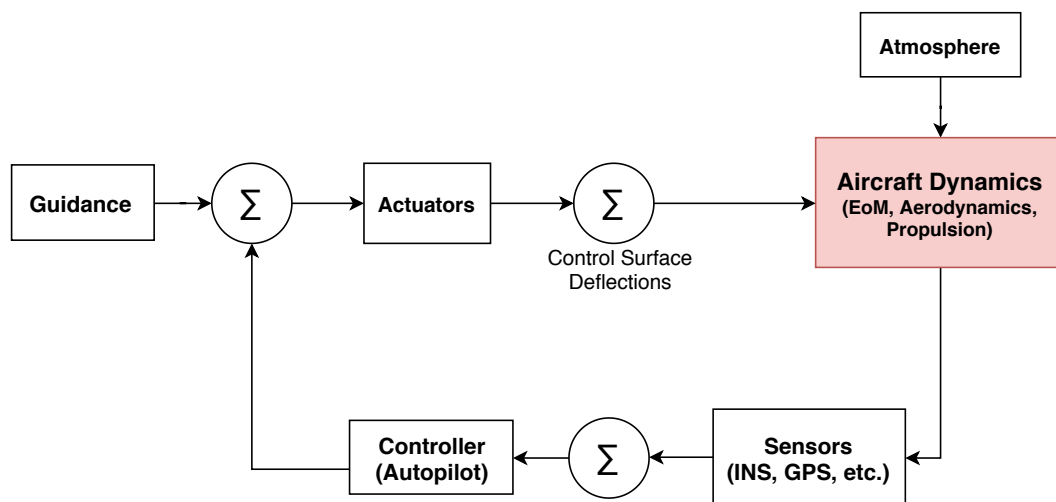 Atmosphere
Guidance
Σ
Actuators
Σ
Control Surface
Deflections
Aircraft Dynamics
(EoM, Aerodynamics,
Propulsion)
Controller
(Autopilot)
Σ
Sensors
(INS, GPS, etc.)